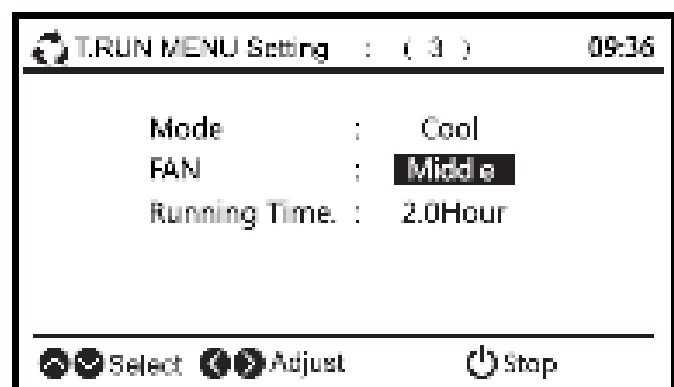 T.RUN MENU Setting : ( 3 ) 09:36
Mode : Cool
FAN : Middle
Running Time. : 2.0Hour
Select Adjust Stop